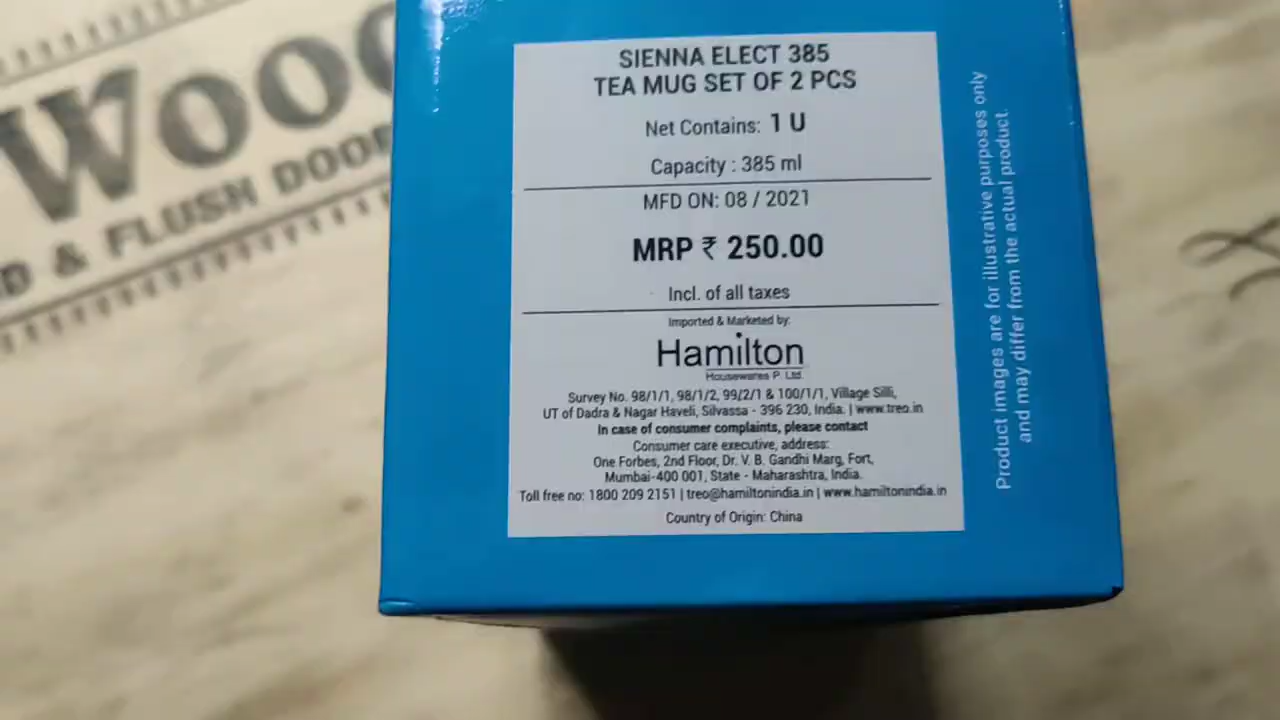 WOO
D & FLUSH DOOR
SIENNA ELECT 385
TEA MUG SET OF 2 PCS
Net Contains: 1 U
Capacity : 385 ml
MFD ON: 08 / 2021
MRP ₹ 250.00
Incl. of all taxes
Imported & Marketed by:
Hamilton
Housewares P. Ltd.
Survey No. 98/1/1, 98/1/2, 99/2/1 & 100/1/1, Village Silli,
UT of Dadra & Nagar Haveli, Silvassa - 396 230, India. | www.treo.in
In case of consumer complaints, please contact
Consumer care executive, address:
One Forbes, 2nd Floor, Dr. V. B. Gandhi Marg, Fort,
Mumbai-400 001, State - Maharashtra, India.
Toll free no: 1800 209 2151 | treo@hamiltonindia.in | www.hamiltonindia.in
Country of Origin: China
Product images are for illustrative purposes only
and may differ from the actual product.